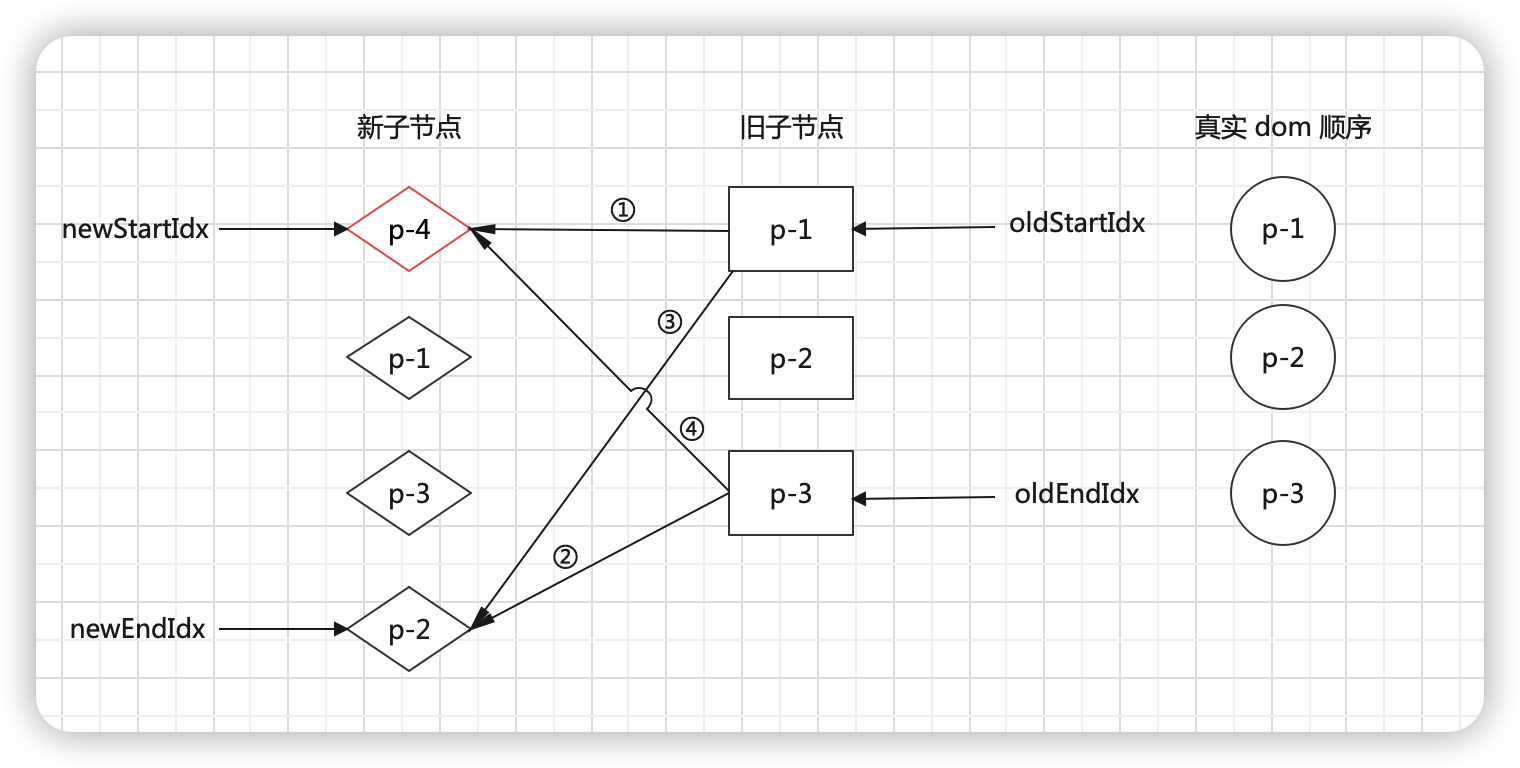 新子节点
旧子节点
真实 dom 顺序
newStartIdx
p-4
①
p-1
oldStartIdx
p-1
③
p-1
p-2
p-2
④
p-3
p-3
oldEndIdx
p-3
②
newEndIdx
p-2